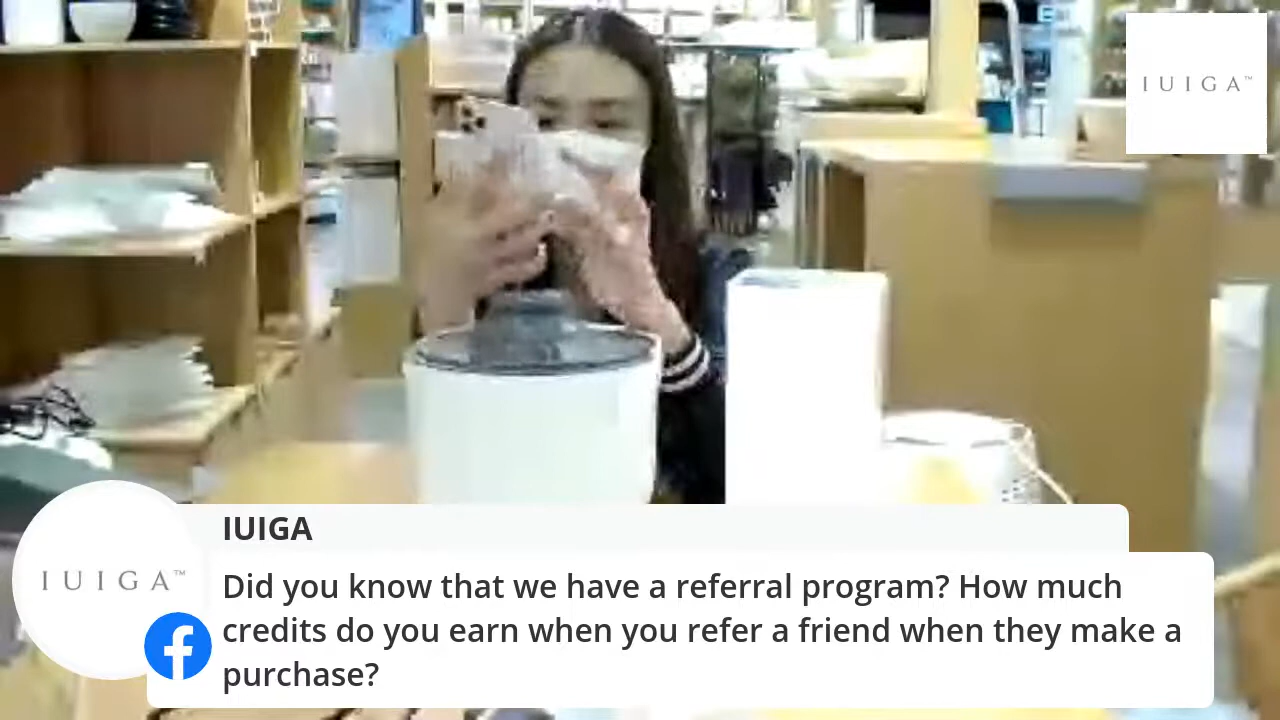 IUIGA™
IUIGA
IUIGA™
Did you know that we have a referral program? How much
credits do you earn when you refer a friend when they make a
purchase?